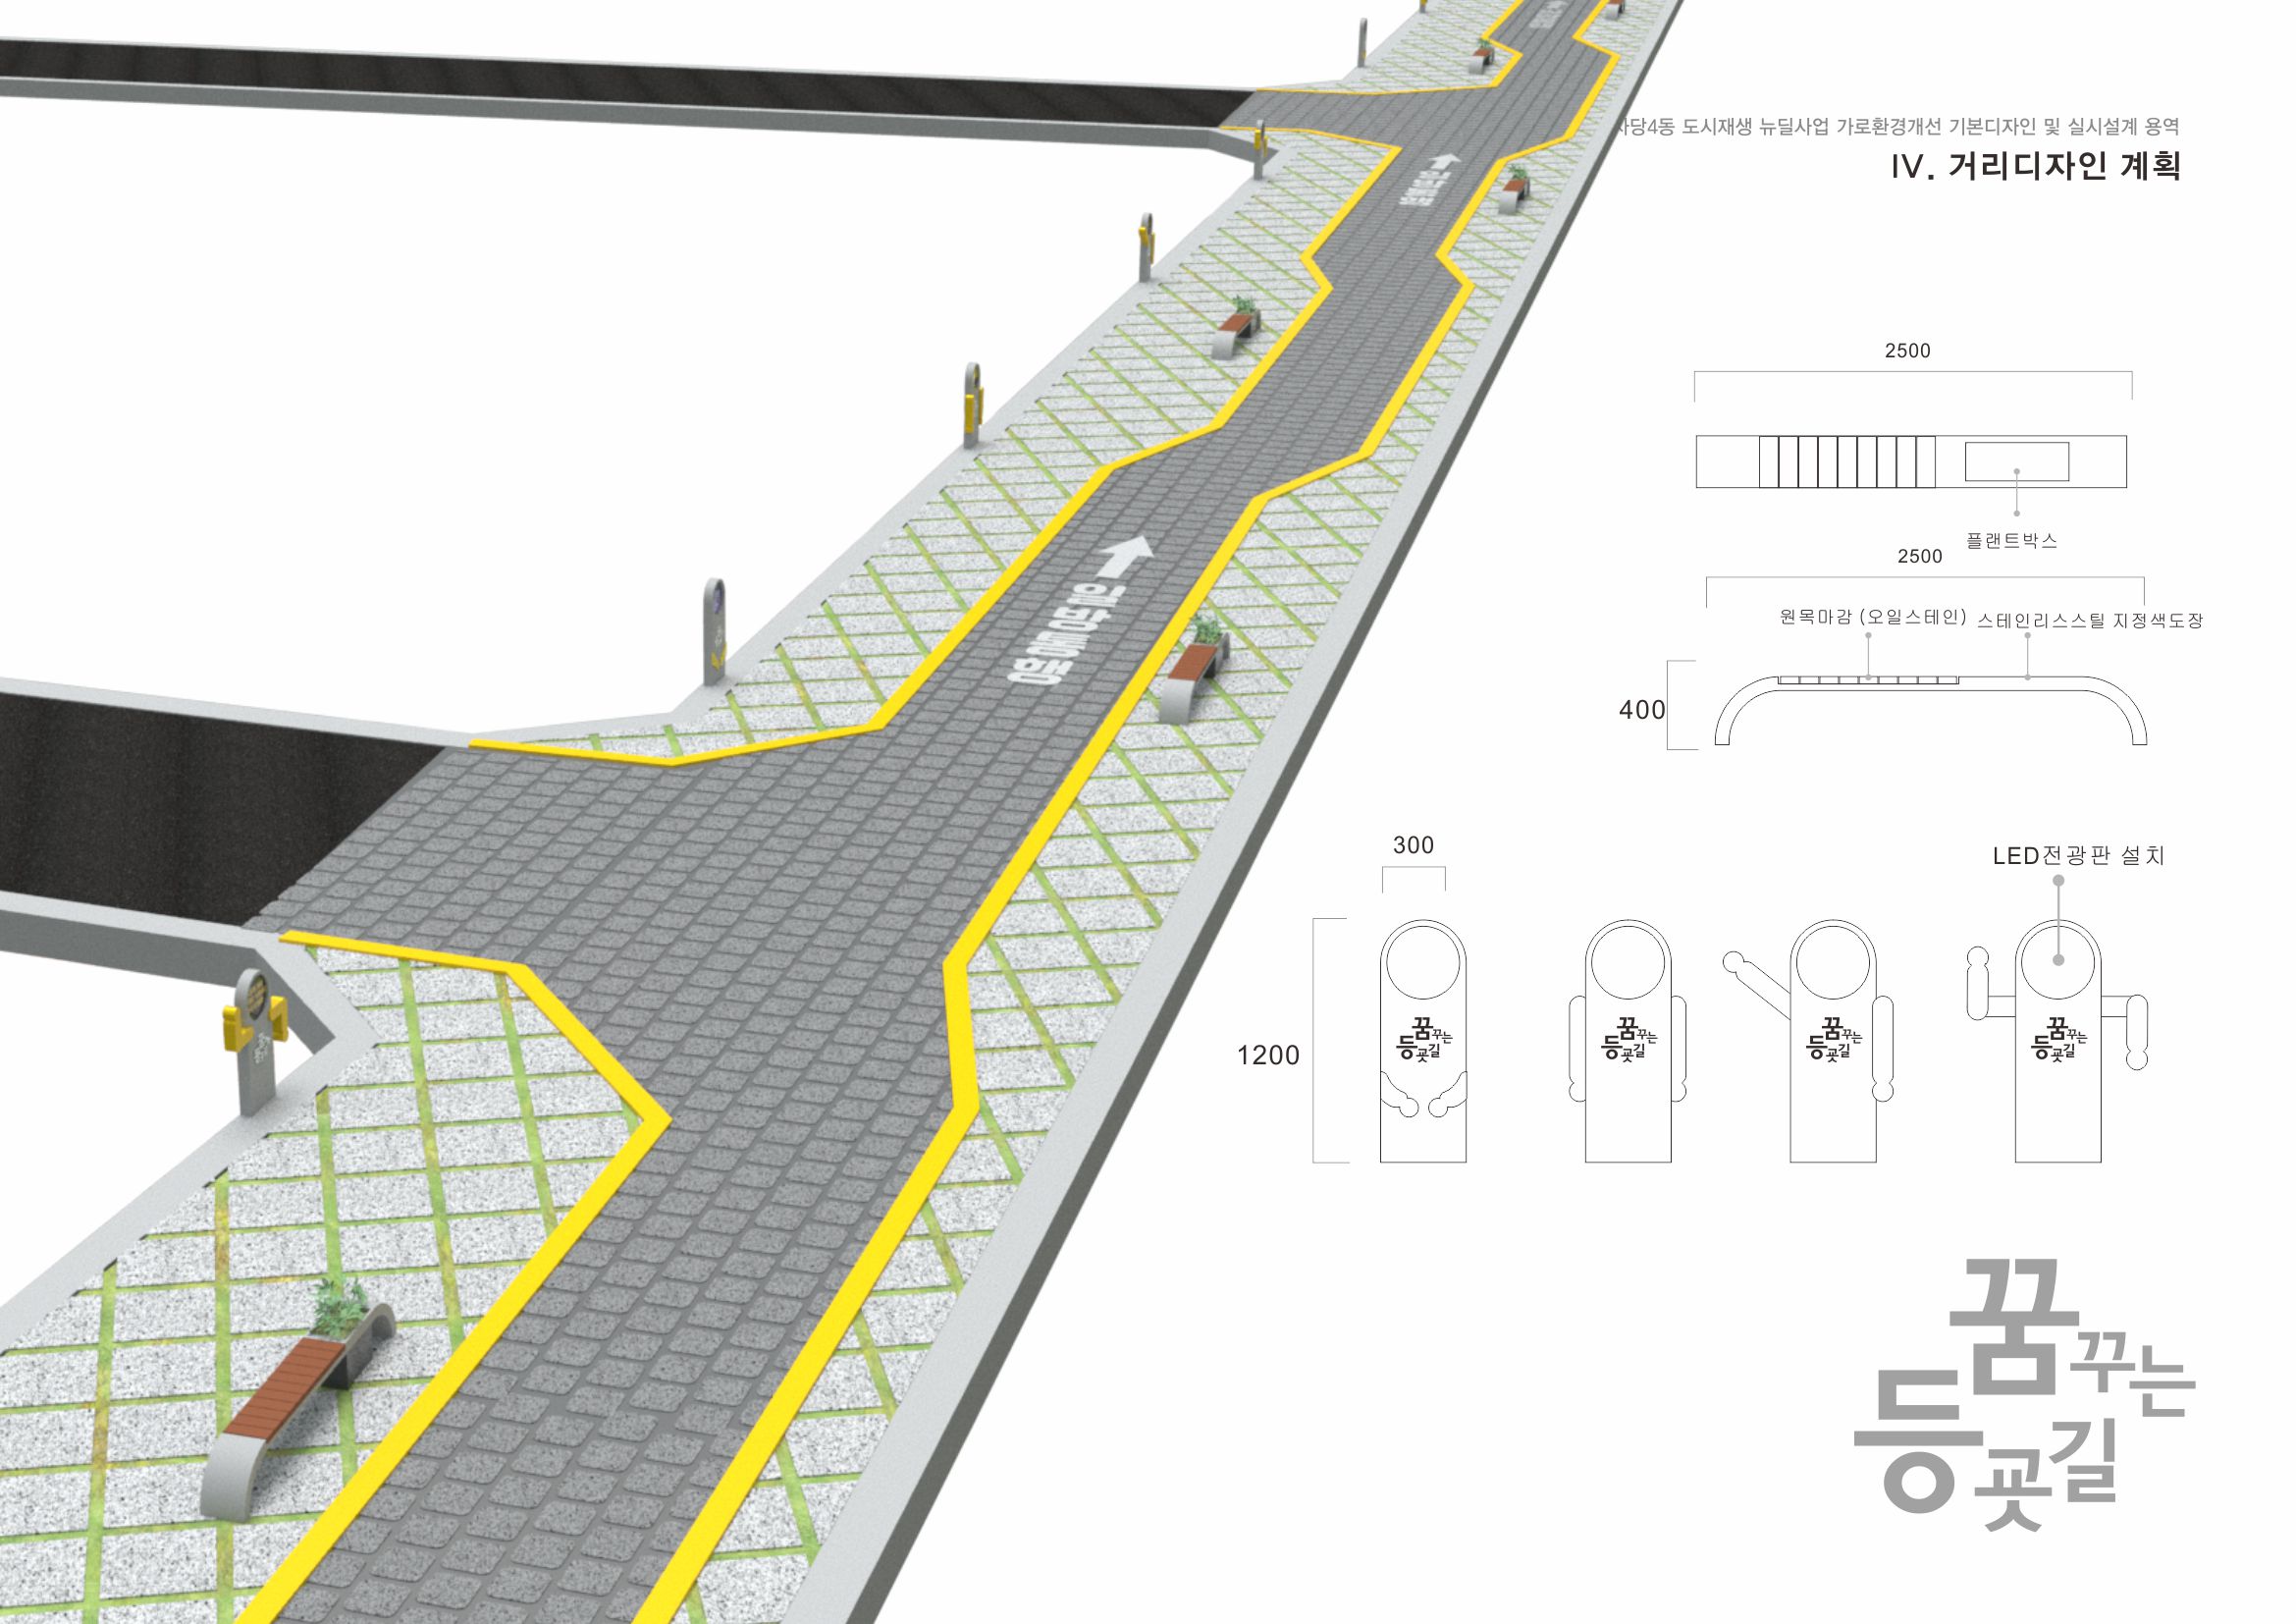 사당4동 도시재생 뉴딜사업 가로환경개선 기본디자인 및 실시설계 용역
IV. 거리디자인 계획
2500
플랜트박스
2500
원목마감 (오일스테인)
스테인리스스틸 지정색도장
400
300
LED전광판 설치
1200
꿈꾸는
등굣길
꿈꾸는
등굣길
꿈꾸는
등굣길
꿈꾸는
등굣길
꿈꾸는
등굣길